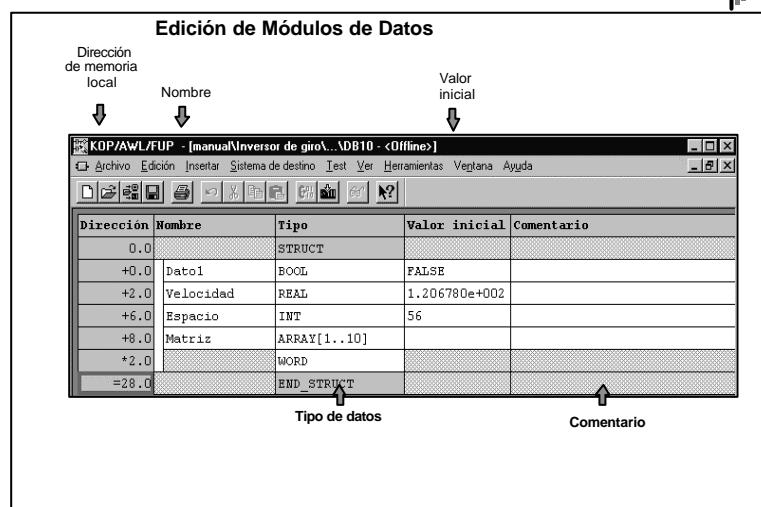 Edición de Módulos de Datos
Dirección
de memoria
local
Nombre
Valor
inicial
KOP/AWL/FUP - [manual\Inversor de giro\...\DB10 - <Offline>]
Archivo Edición Insertar Sistema de destino Test Ver Herramientas Ventana Ayuda
Dirección Nombre Tipo Valor inicial Comentario
0.0 STRUCT
+0.0 Dato1 BOOL FALSE
+2.0 Velocidad REAL 1.206780e+002
+6.0 Espacio INT 56
+8.0 Matriz ARRAY[1..10]
*2.0 WORD
=28.0 END_STRUCT
Tipo de datos
Comentario